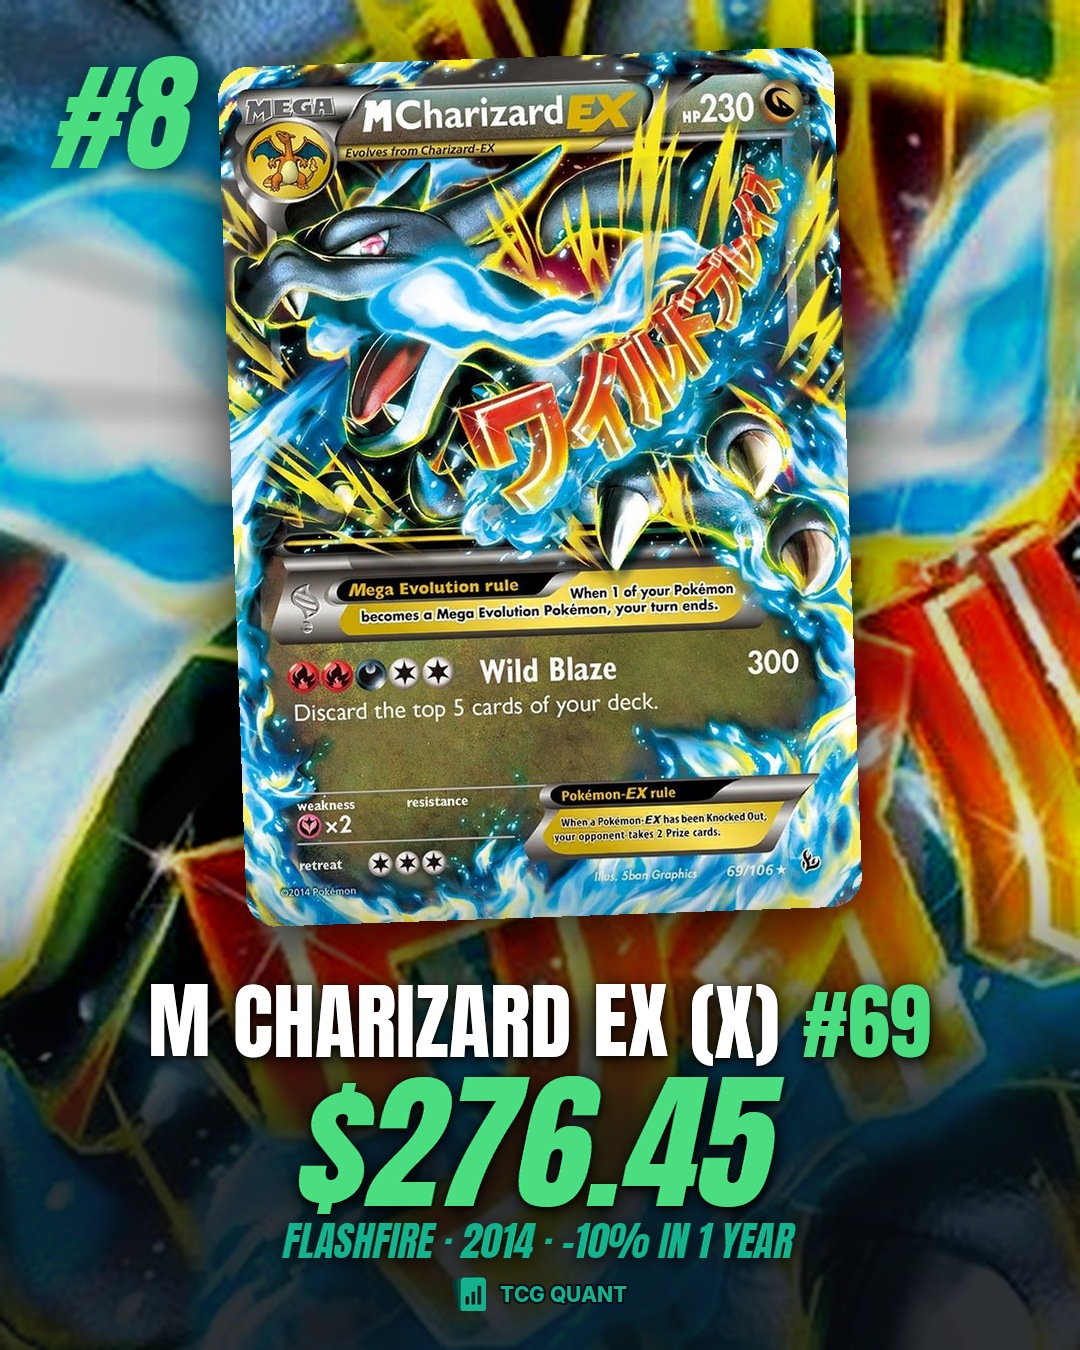 #8
MEGA
MCharizard EX
HP230
Evolves from Charizard-EX
ワイルドブレイズ
Mega Evolution rule
When 1 of your Pokémon
becomes a Mega Evolution Pokémon, your turn ends.
Wild Blaze 300
Discard the top 5 cards of your deck.
weakness resistance
×2
retreat
Pokémon-EX rule
When a Pokémon-EX has been Knocked Out,
your opponent takes 2 Prize cards.
Illus. 5ban Graphics 69/106★
©2014 Pokémon
M CHARIZARD EX (X) #69
$276.45
FLASHFIRE · 2014 · -10% IN 1 YEAR
TCG QUANT